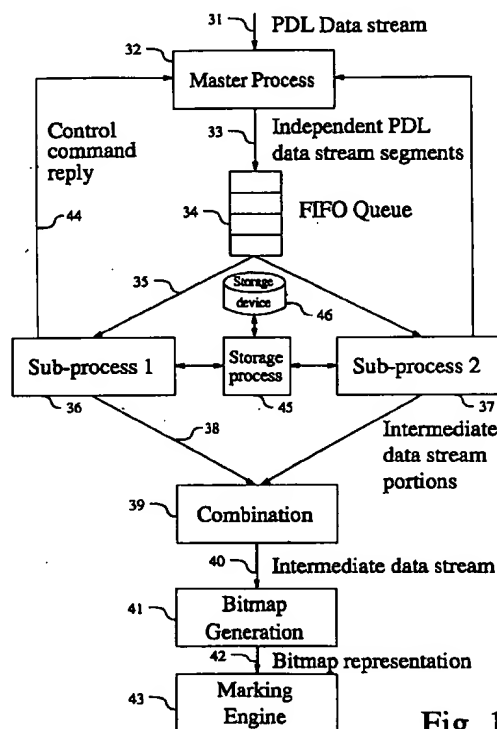 31
PDL Data stream
32
Master Process
Control
command
reply
44
33
Independent PDL
data stream segments
34
FIFO Queue
35
Storage
device
46
Sub-process 1
Storage
process
Sub-process 2
36
45
37
38
Intermediate
data stream
portions
39
Combination
40
Intermediate data stream
41
Bitmap
Generation
42
Bitmap representation
43
Marking
Engine
Fig. 1